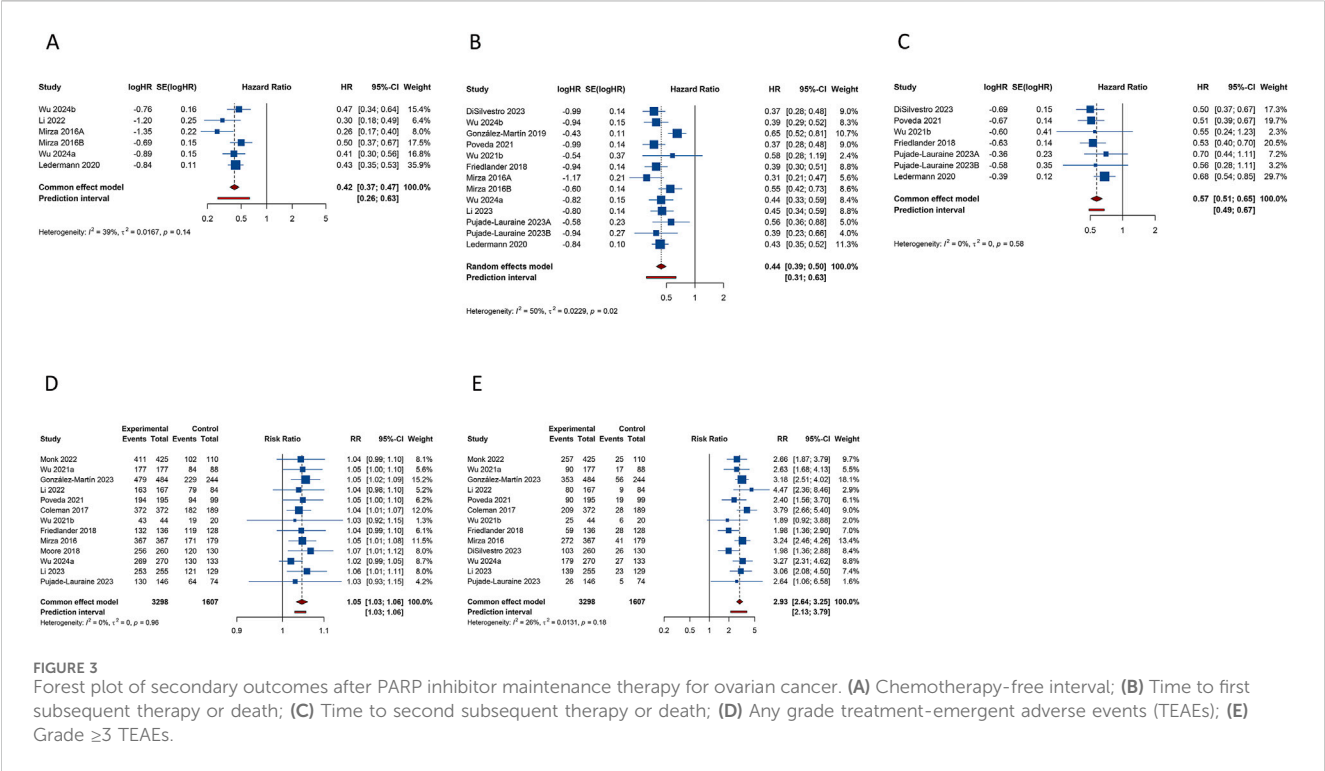 A
Study logHR SE(logHR) Hazard Ratio HR 95%-CI Weight
Wu 2024b -0.76 0.16 0.47 [0.34; 0.64] 15.4%
Li 2022 -1.20 0.25 0.30 [0.18; 0.49] 6.4%
Mirza 2016A -1.35 0.22 0.26 [0.17; 0.40] 8.0%
Mirza 2016B -0.69 0.15 0.50 [0.37; 0.67] 17.5%
Wu 2024a -0.89 0.15 0.41 [0.30; 0.56] 16.8%
Ledermann 2020 -0.84 0.11 0.43 [0.35; 0.53] 35.9%
Common effect model 0.42 [0.37; 0.47] 100.0%
Prediction interval [0.26; 0.63]
0.2 0.5 1 2 5
Heterogeneity: I² = 39%, τ² = 0.0167, p = 0.14
B
Study logHR SE(logHR) Hazard Ratio HR 95%-CI Weight
DiSilvestro 2023 -0.99 0.14 0.37 [0.28; 0.48] 9.0%
Wu 2024b -0.94 0.15 0.39 [0.29; 0.52] 8.3%
González-Martín 2019 -0.43 0.11 0.65 [0.52; 0.81] 10.7%
Poveda 2021 -0.99 0.14 0.37 [0.28; 0.48] 9.0%
Wu 2021b -0.54 0.37 0.58 [0.28; 1.19] 2.4%
Friedlander 2018 -0.94 0.14 0.39 [0.30; 0.51] 8.9%
Mirza 2016A -1.17 0.21 0.31 [0.21; 0.47] 5.6%
Mirza 2016B -0.60 0.14 0.55 [0.42; 0.73] 8.6%
Wu 2024a -0.82 0.15 0.44 [0.33; 0.59] 8.4%
Li 2023 -0.80 0.14 0.45 [0.34; 0.59] 8.8%
Pujade-Lauraine 2023A -0.58 0.23 0.56 [0.36; 0.88] 5.0%
Pujade-Lauraine 2023B -0.94 0.27 0.39 [0.23; 0.66] 4.0%
Ledermann 2020 -0.84 0.10 0.43 [0.35; 0.52] 11.3%
Random effects model 0.44 [0.39; 0.50] 100.0%
Prediction interval [0.31; 0.63]
0.5 1 2
Heterogeneity: I² = 50%, τ² = 0.0229, p = 0.02
C
Study logHR SE(logHR) Hazard Ratio HR 95%-CI Weight
DiSilvestro 2023 -0.69 0.15 0.50 [0.37; 0.67] 17.3%
Poveda 2021 -0.67 0.14 0.51 [0.39; 0.67] 19.7%
Wu 2021b -0.60 0.41 0.55 [0.24; 1.23] 2.3%
Friedlander 2018 -0.63 0.14 0.53 [0.40; 0.70] 20.5%
Pujade-Lauraine 2023A -0.36 0.23 0.70 [0.44; 1.11] 7.2%
Pujade-Lauraine 2023B -0.58 0.35 0.56 [0.28; 1.11] 3.2%
Ledermann 2020 -0.39 0.12 0.68 [0.54; 0.85] 29.7%
Common effect model 0.57 [0.51; 0.65] 100.0%
Prediction interval [0.49; 0.67]
0.5 1 2
Heterogeneity: I² = 0%, τ² = 0, p = 0.58
D
Experimental Control
Study Events Total Events Total Risk Ratio RR 95%-CI Weight
Monk 2022 411 425 102 110 1.04 [0.99; 1.10] 8.1%
Wu 2021a 177 177 84 88 1.05 [1.00; 1.10] 5.6%
González-Martín 2023 479 484 229 244 1.05 [1.02; 1.09] 15.2%
Li 2022 163 167 79 84 1.04 [0.98; 1.10] 5.2%
Poveda 2021 194 195 94 99 1.05 [1.00; 1.10] 6.2%
Coleman 2017 372 372 182 189 1.04 [1.01; 1.07] 12.0%
Wu 2021b 43 44 19 20 1.03 [0.92; 1.15] 1.3%
Friedlander 2018 132 136 119 128 1.04 [0.99; 1.10] 6.1%
Mirza 2016 367 367 171 179 1.05 [1.01; 1.08] 11.5%
Moore 2018 256 260 120 130 1.07 [1.01; 1.12] 8.0%
Wu 2024a 269 270 130 133 1.02 [0.99; 1.05] 8.7%
Li 2023 253 255 121 129 1.06 [1.01; 1.11] 8.0%
Pujade-Lauraine 2023 130 146 64 74 1.03 [0.93; 1.15] 4.2%
Common effect model 3298 1607 1.05 [1.03; 1.06] 100.0%
Prediction interval [1.03; 1.06]
Heterogeneity: I² = 0%, τ² = 0, p = 0.96
0.9 1 1.1
E
Experimental Control
Study Events Total Events Total Risk Ratio RR 95%-CI Weight
Monk 2022 257 425 25 110 2.66 [1.87; 3.79] 9.7%
Wu 2021a 90 177 17 88 2.63 [1.68; 4.13] 5.5%
González-Martín 2023 353 484 56 244 3.18 [2.51; 4.02] 18.1%
Li 2022 80 167 9 84 4.47 [2.36; 8.46] 2.9%
Poveda 2021 90 195 19 99 2.40 [1.56; 3.70] 6.1%
Coleman 2017 209 372 28 189 3.79 [2.66; 5.40] 9.0%
Wu 2021b 25 44 6 20 1.89 [0.92; 3.88] 2.0%
Friedlander 2018 59 136 28 128 1.98 [1.36; 2.90] 7.0%
Mirza 2016 272 367 41 179 3.24 [2.46; 4.26] 13.4%
DiSilvestro 2023 103 260 26 130 1.98 [1.36; 2.88] 8.4%
Wu 2024a 179 270 27 133 3.27 [2.31; 4.62] 8.7%
Li 2023 139 255 23 129 3.06 [2.08; 4.50] 7.4%
Pujade-Lauraine 2023 26 146 5 74 2.64 [1.06; 6.58] 1.6%
Common effect model 3298 1607 2.93 [2.64; 3.25] 100.0%
Prediction interval [2.13; 3.79]
Heterogeneity: I² = 26%, τ² = 0.0131, p = 0.18
0.2 0.5 1 2 5
FIGURE 3
Forest plot of secondary outcomes after PARP inhibitor maintenance therapy for ovarian cancer. (A) Chemotherapy-free interval; (B) Time to first
subsequent therapy or death; (C) Time to second subsequent therapy or death; (D) Any grade treatment-emergent adverse events (TEAEs); (E)
Grade ≥3 TEAEs.